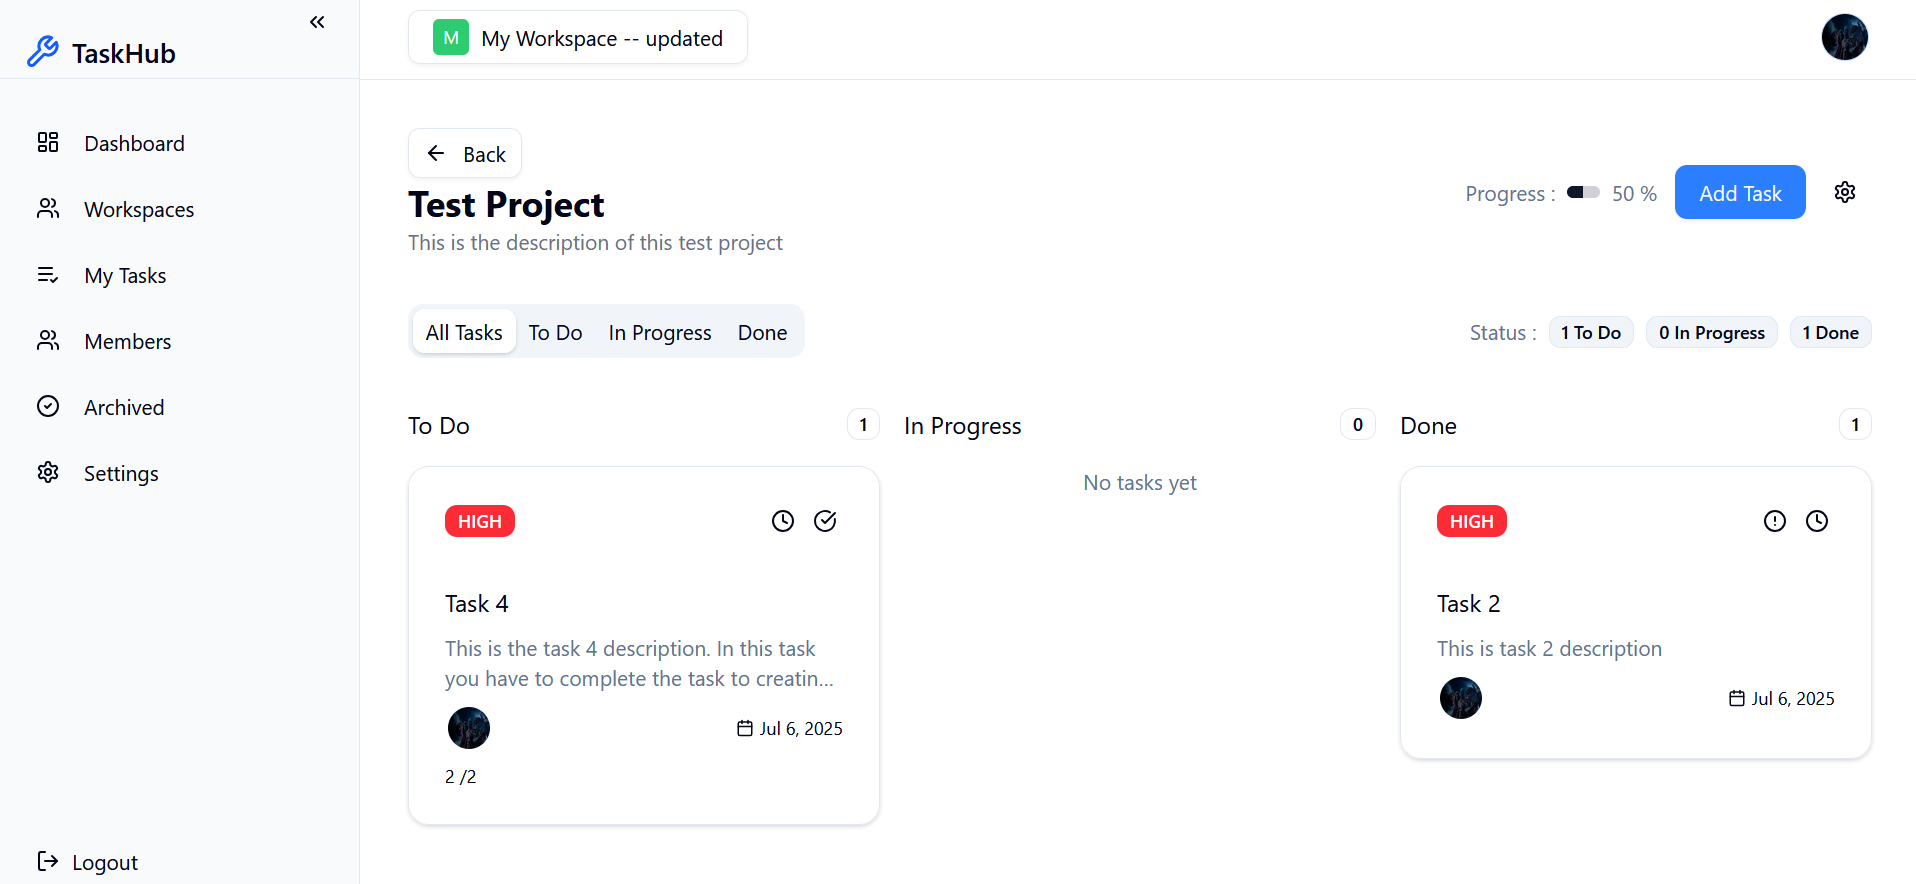 TaskHub
Dashboard
Workspaces
My Tasks
Members
Archived
Settings
Logout
M My Workspace -- updated
Back
Test Project
This is the description of this test project
Progress : 50 % Add Task
All Tasks To Do In Progress Done
Status : 1 To Do 0 In Progress 1 Done
To Do 1
HIGH
Task 4
This is the task 4 description. In this task
you have to complete the task to creatin...
Jul 6, 2025
2 /2
In Progress 0
No tasks yet
Done 1
HIGH
Task 2
This is task 2 description
Jul 6, 2025